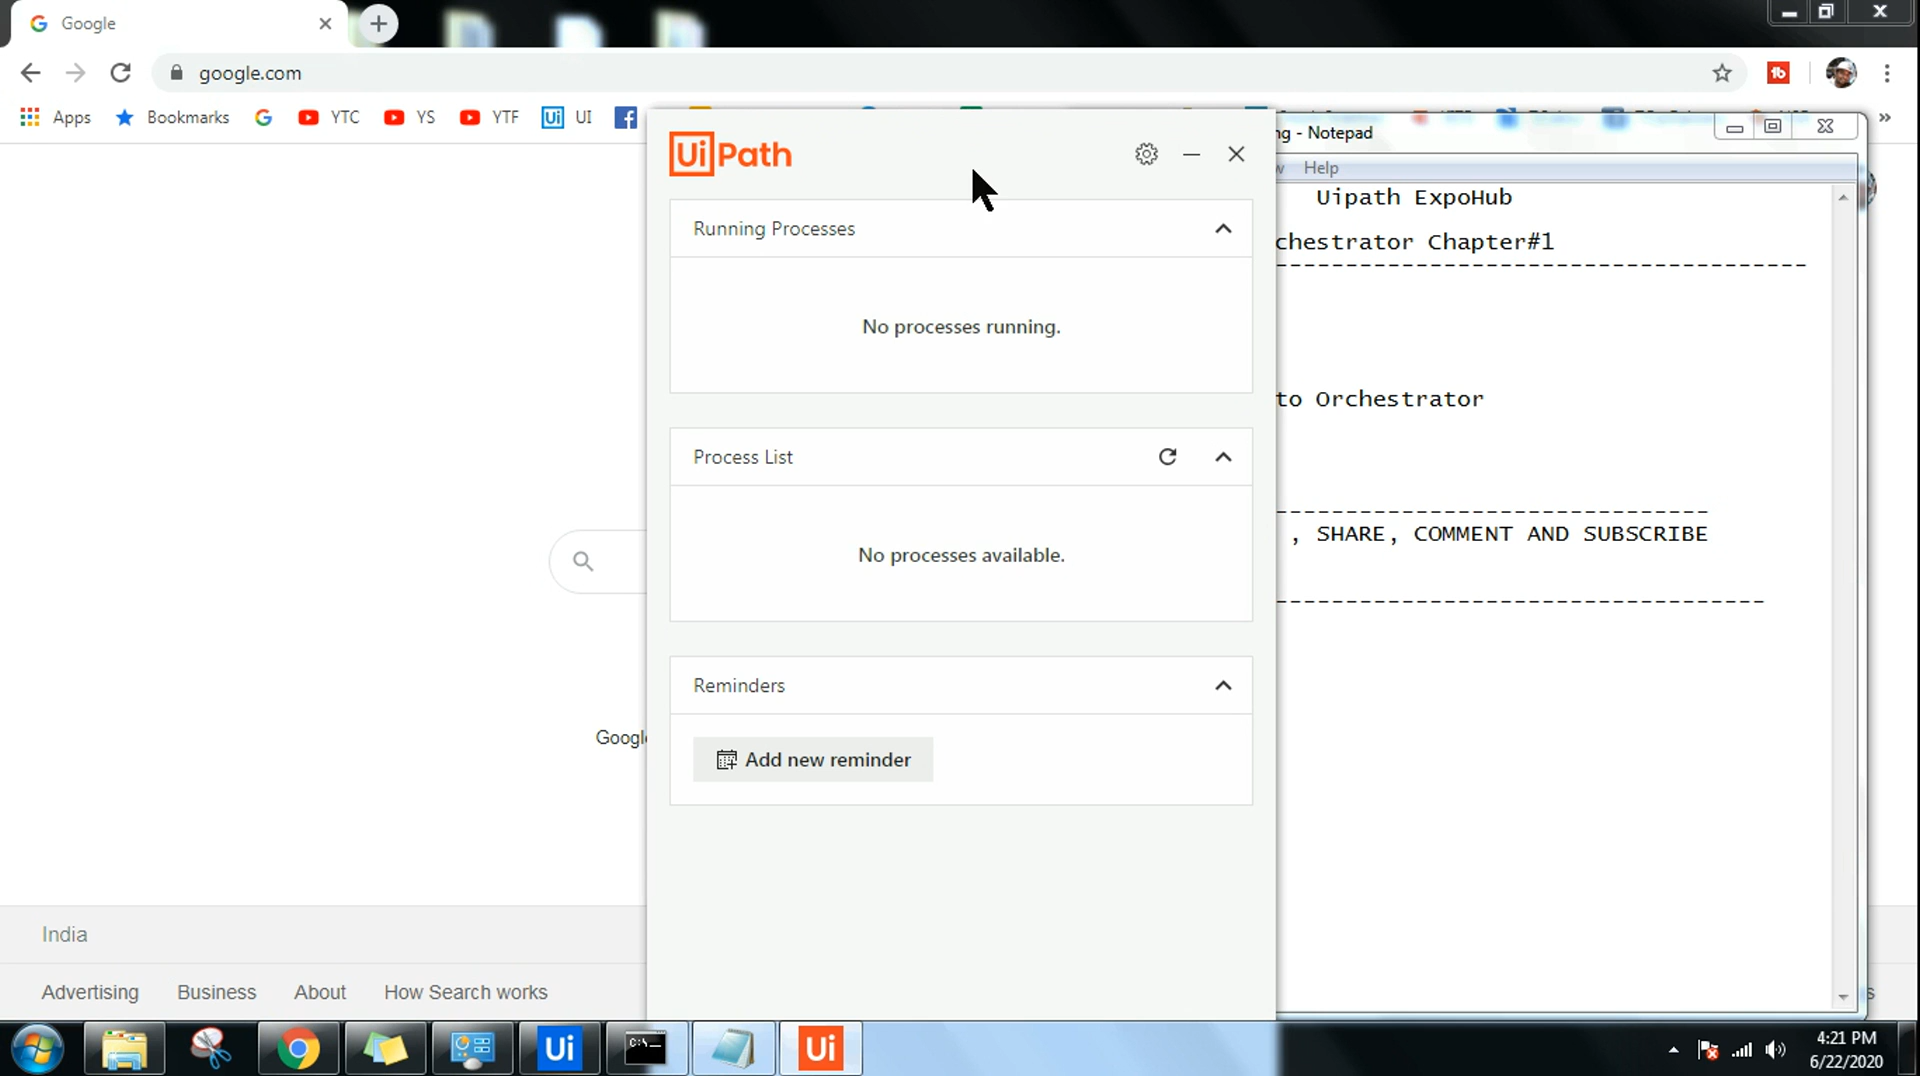 Google
google.com
Apps
Bookmarks
YTC
YS
YTF
UI
ng - Notepad
UiPath
w Help
Uipath ExpoHub
Running Processes
chestrator Chapter#1
--------------------------------------
No processes running.
to Orchestrator
Process List
-------------------------------
, SHARE, COMMENT AND SUBSCRIBE
No processes available.
-----------------------------------
Reminders
Googl
Add new reminder
India
Advertising
Business
About
How Search works
s
Ui
C:\_
Ui
4:21 PM
6/22/2020